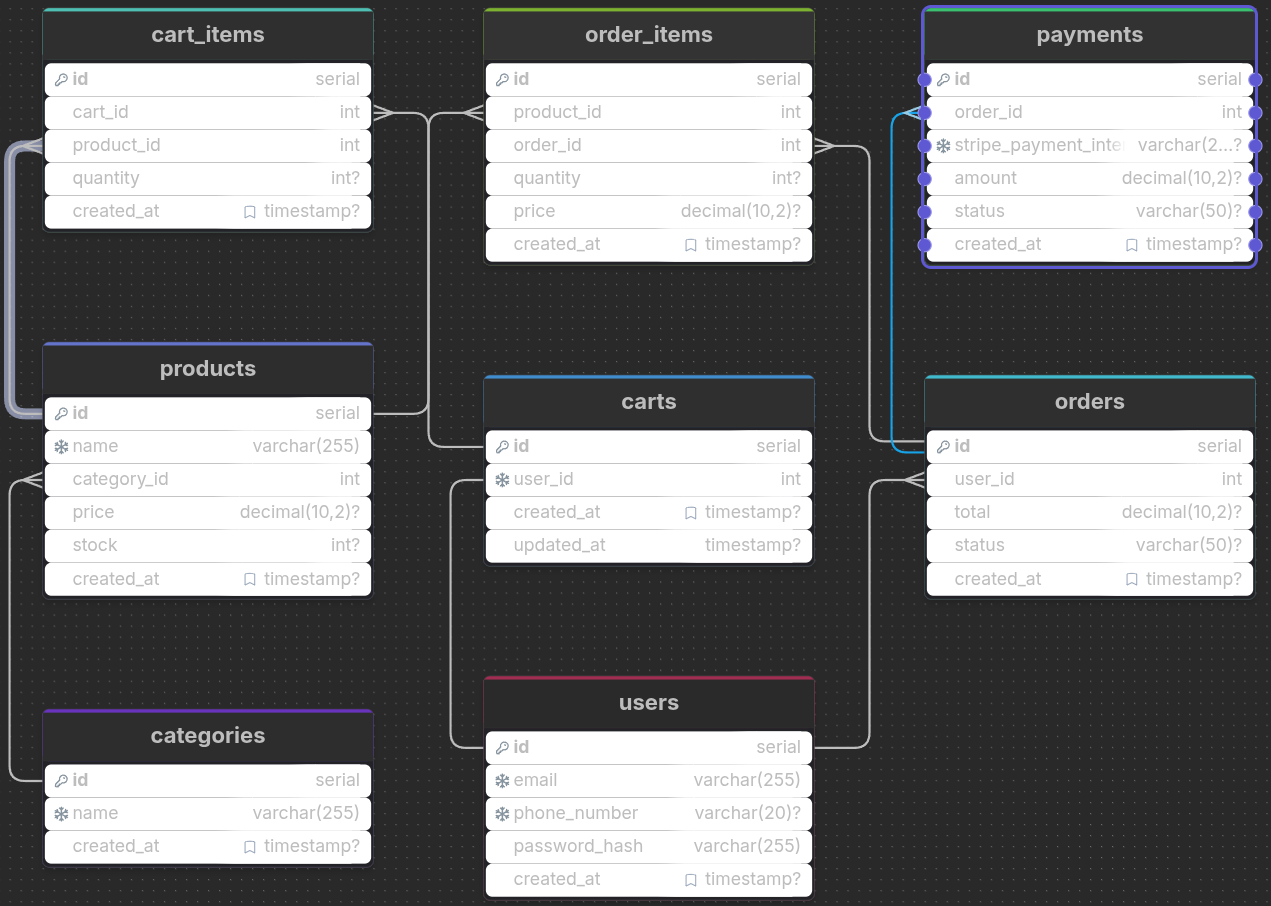 cart_items
id serial
cart_id int
product_id int
quantity int?
created_at timestamp?
order_items
id serial
product_id int
order_id int
quantity int?
price decimal(10,2)?
created_at timestamp?
payments
id serial
order_id int
stripe_payment_inte varchar(2...?
amount decimal(10,2)?
status varchar(50)?
created_at timestamp?
products
id serial
name varchar(255)
category_id int
price decimal(10,2)?
stock int?
created_at timestamp?
carts
id serial
user_id int
created_at timestamp?
updated_at timestamp?
orders
id serial
user_id int
total decimal(10,2)?
status varchar(50)?
created_at timestamp?
categories
id serial
name varchar(255)
created_at timestamp?
users
id serial
email varchar(255)
phone_number varchar(20)?
password_hash varchar(255)
created_at timestamp?